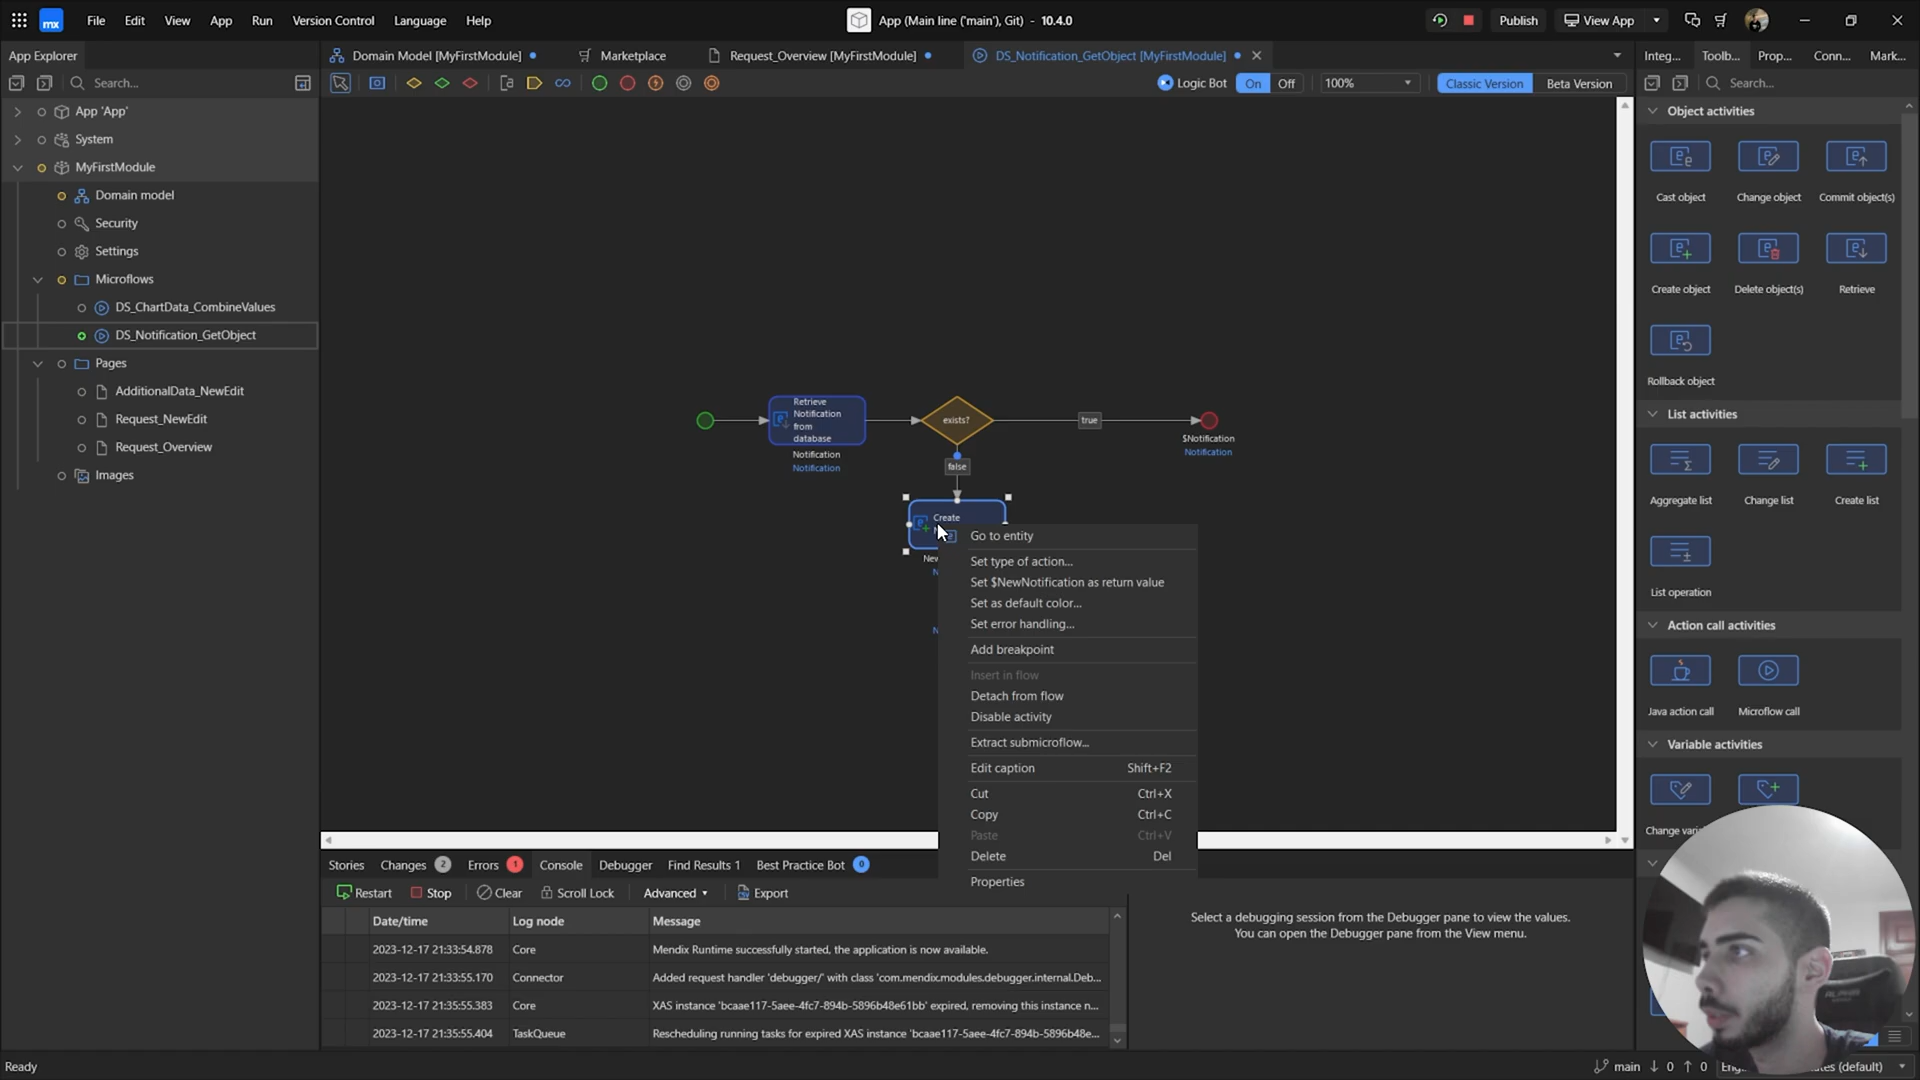 mx File Edit View App Run Version Control Language Help App (Main line ('main'), Git) - 10.4.0 Publish View App
App Explorer Domain Model [MyFirstModule] Marketplace Request_Overview [MyFirstModule] DS_Notification_GetObject [MyFirstModule] Integ... Toolb... Prop... Conn... Mark...
Search... Logic Bot On Off 100% Classic Version Beta Version Search...
App 'App'
System
MyFirstModule
Domain model
Security
Settings
Microflows
DS_ChartData_CombineValues
DS_Notification_GetObject
Pages
AdditionalData_NewEdit
Request_NewEdit
Request_Overview
Images
Retrieve
Notification
from
database
Notification
Notification
exists?
true
false
$Notification
Notification
Create
New
N
N
Go to entity
Set type of action...
Set $NewNotification as return value
Set as default color...
Set error handling...
Add breakpoint
Insert in flow
Detach from flow
Disable activity
Extract submicroflow...
Edit caption Shift+F2
Cut Ctrl+X
Copy Ctrl+C
Paste Ctrl+V
Delete Del
Properties
Object activities
Cast object Change object Commit object(s)
Create object Delete object(s) Retrieve
Rollback object
List activities
Aggregate list Change list Create list
List operation
Action call activities
Java action call Microflow call
Variable activities
Stories Changes 2 Errors 1 Console Debugger Find Results 1 Best Practice Bot 0
Restart Stop Clear Scroll Lock Advanced Export
Date/time Log node Message
2023-12-17 21:33:54.878 Core Mendix Runtime successfully started, the application is now available.
2023-12-17 21:33:55.170 Connector Added request handler 'debugger/' with class 'com.mendix.modules.debugger.internal.Deb...
2023-12-17 21:35:55.383 Core XAS instance 'bcaae117-5aee-4fc7-894b-5896b48e61bb' expired, removing this instance n...
2023-12-17 21:35:55.404 TaskQueue Rescheduling running tasks for expired XAS instance 'bcaae117-5aee-4fc7-894b-5896b48e...
Select a debugging session from the Debugger pane to view the values.
You can open the Debugger pane from the View menu.
Ready main 0 0 (default)